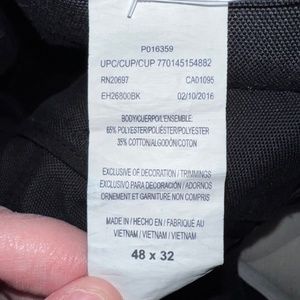 P016359
UPC/CUP/CUP 770145154882
RN20697 CA01095
EH26800BK 02/10/2016
BODY/CUERPO/L'ENSEMBLE:
65% POLYESTER/POLIÉSTER/POLYESTER
35% COTTON/ALGODÓN/COTON
EXCLUSIVE OF DECORATION / TRIMMINGS
EXCLUSIVO PARA DECORACIÓN / ADORNOS
ORNEMENT ET GARNITURE NON COMPRIS
MADE IN / HECHO EN / FABRIQUÉ AU
VIETNAM / VIETNAM / VIETNAM
48 x 32